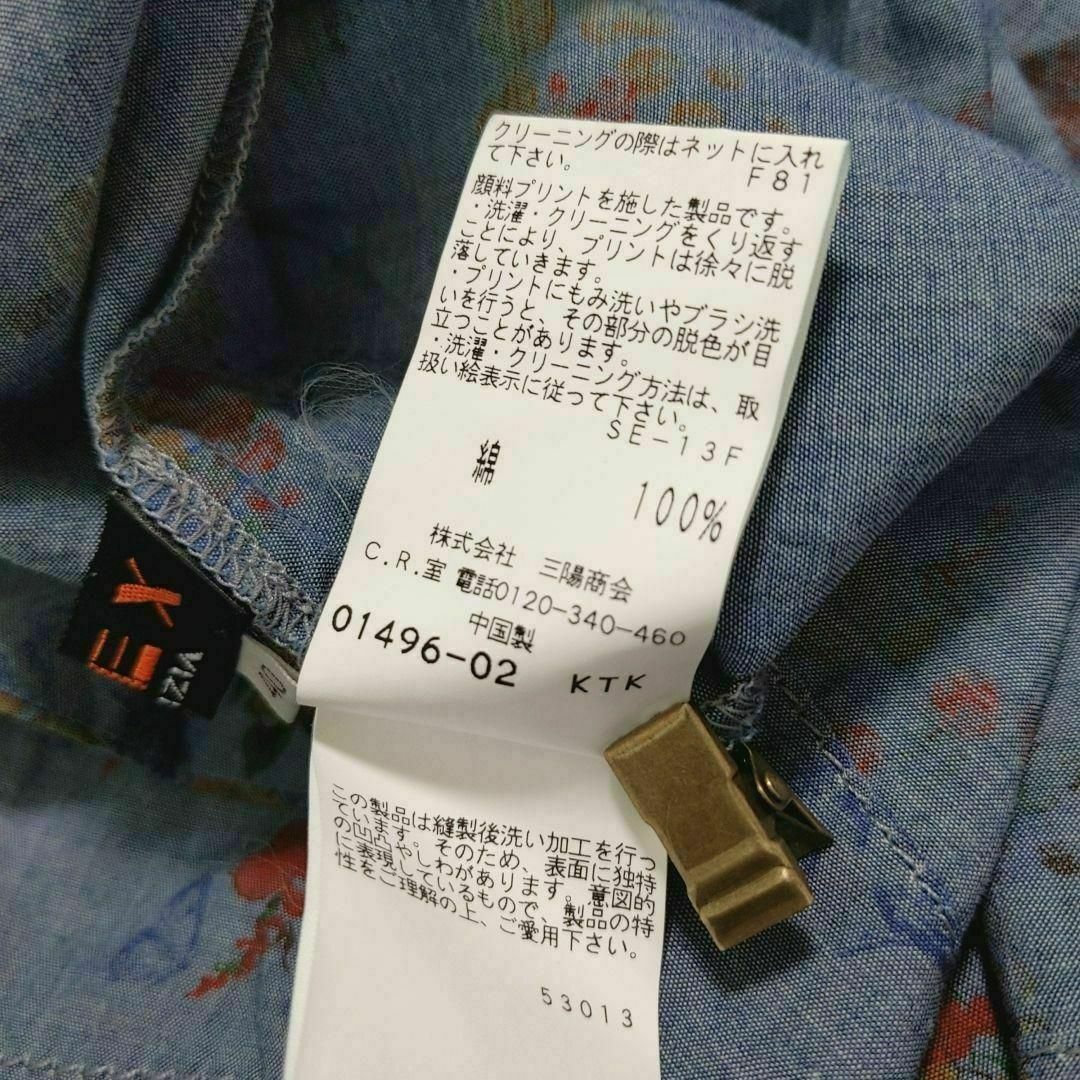 クリーニングの際はネットに入れ
て下さい。
F81
顔料プリントを施した製品です。
・洗濯・クリーニングをくり返す
ことにより、プリントは徐々に脱
落していきます。
・プリントにもみ洗いやブラシ洗
いを行うと、その部分の脱色が目
立つことがあります。
・洗濯・クリーニング方法は、取
扱い絵表示に従って下さい。
SE-13F
綿 100%
株式会社 三陽商会
C.R.室 電話0120-340-460
中国製
01496-02 KTK
この製品は縫製後洗い加工を行っ
ています。そのため、表面に独特
の凹凸やしわがあります。意図的
に表現しているもので、製品の特
性をご理解の上、ご愛用下さい。
53013
EX